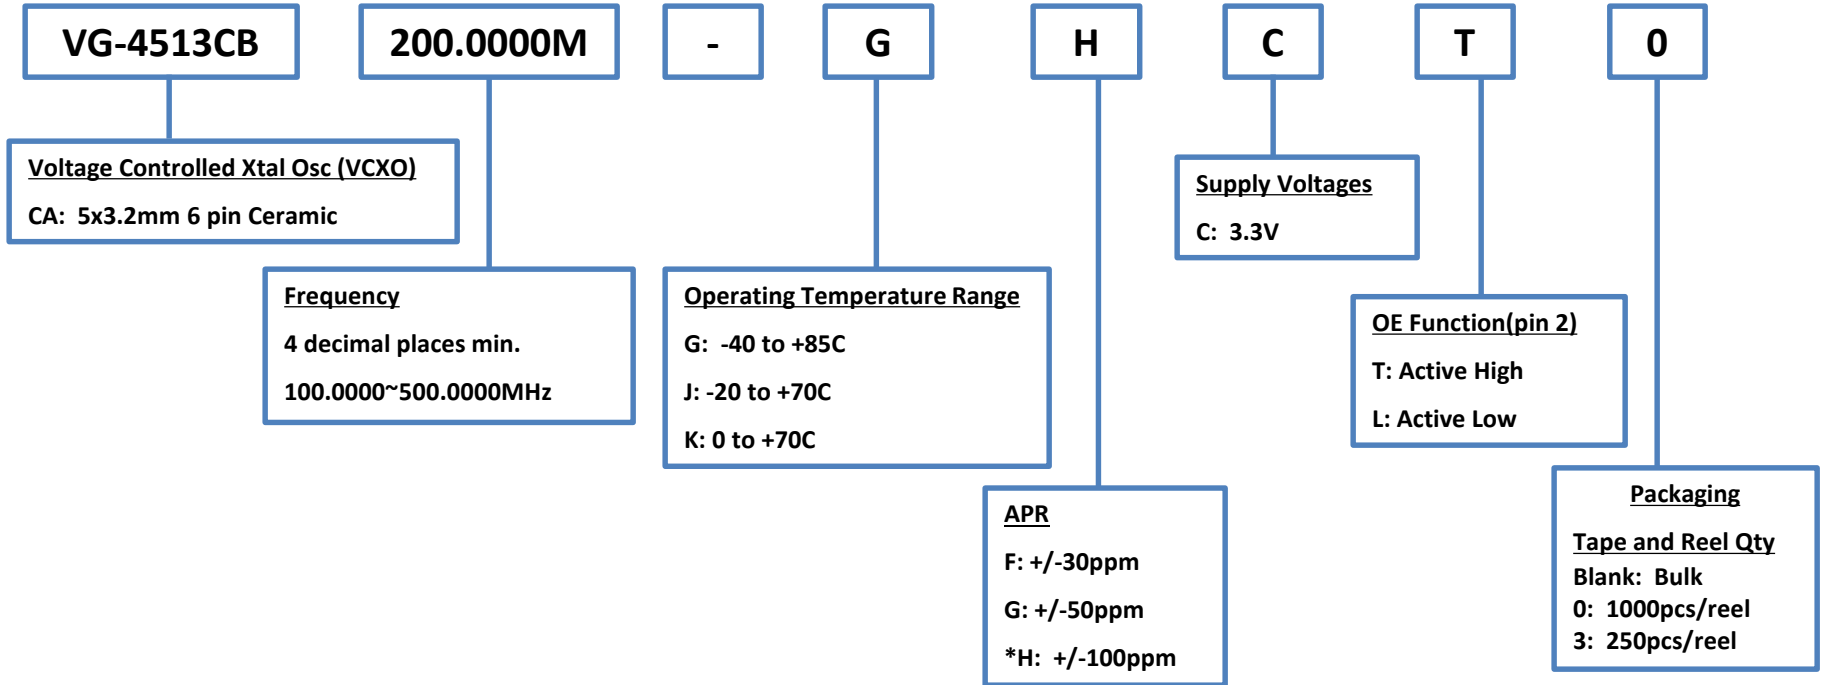 VG-4513CB 200.0000M - G H C T 0
Voltage Controlled Xtal Osc (VCXO)
CA: 5x3.2mm 6 pin Ceramic
Frequency
4 decimal places min.
100.0000~500.0000MHz
Operating Temperature Range
G: -40 to +85C
J: -20 to +70C
K: 0 to +70C
APR
F: +/-30ppm
G: +/-50ppm
*H: +/-100ppm
Supply Voltages
C: 3.3V
OE Function(pin 2)
T: Active High
L: Active Low
Packaging
Tape and Reel Qty
Blank: Bulk
0: 1000pcs/reel
3: 250pcs/reel